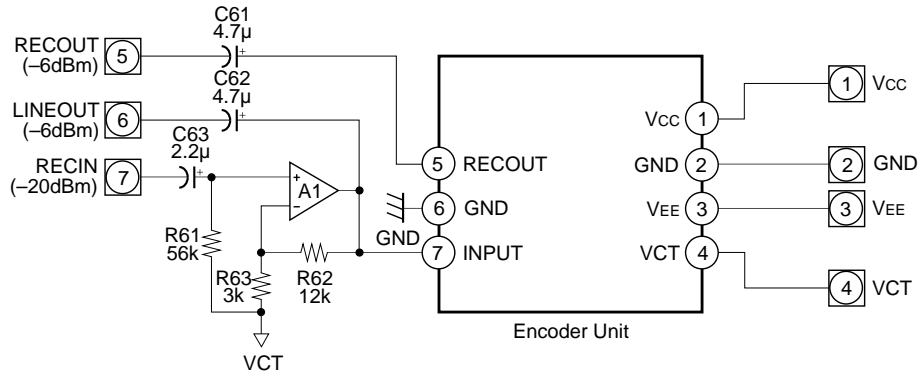 C61
4.7μ
RECOUT
(–6dBm)
5
C62
4.7μ
LINEOUT
(–6dBm)
6
C63
2.2μ
RECIN
(–20dBm)
7
+
+
+
+
–
A1
R61
56k
R63
3k
R62
12k
VCT
GND
5
RECOUT
6
GND
7
INPUT
VCC
1
GND
2
VEE
3
VCT
4
Encoder Unit
1
VCC
2
GND
3
VEE
4
VCT